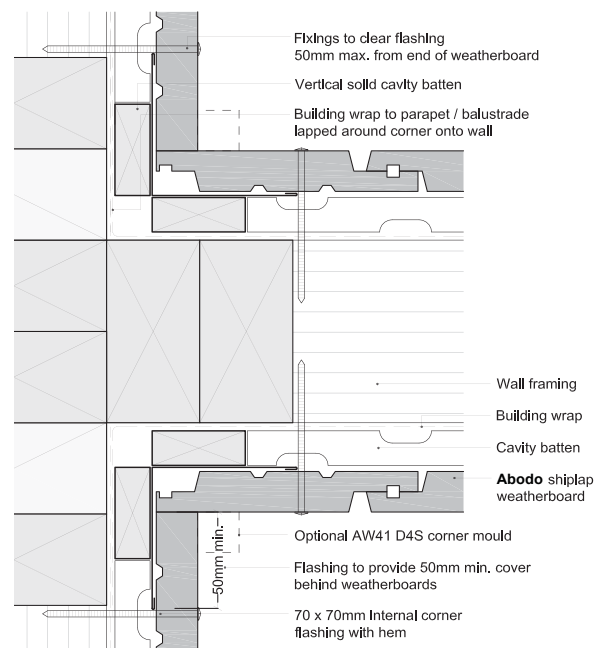 Fixings to clear flashing
50mm max. from end of weatherboard
Vertical solid cavity batten
Building wrap to parapet / balustrade
lapped around corner onto wall
Wall framing
Building wrap
Cavity batten
Abodo shiplap
weatherboard
50mm min.
Optional AW41 D4S corner mould
Flashing to provide 50mm min. cover
behind weatherboards
70 x 70mm Internal corner
flashing with hem